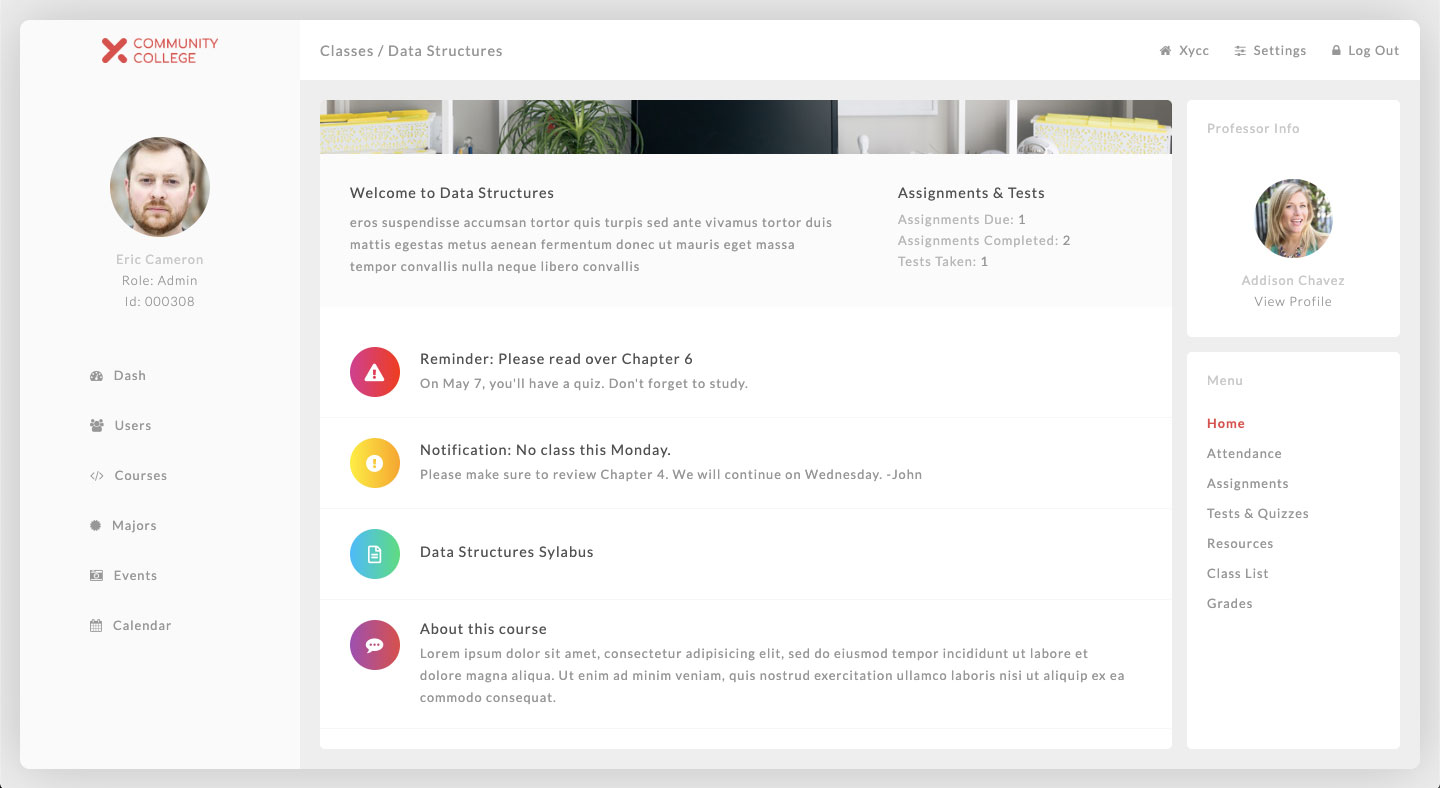 COMMUNITY
COLLEGE
Classes / Data Structures
Xycc
Settings
Log Out
Eric Cameron
Role: Admin
Id: 000308
Dash
Users
Courses
Majors
Events
Calendar
Welcome to Data Structures
eros suspendisse accumsan tortor quis turpis sed ante vivamus tortor duis
mattis egestas metus aenean fermentum donec ut mauris eget massa
tempor convallis nulla neque libero convallis
Assignments & Tests
Assignments Due: 1
Assignments Completed: 2
Tests Taken: 1
Reminder: Please read over Chapter 6
On May 7, you'll have a quiz. Don't forget to study.
Notification: No class this Monday.
Please make sure to review Chapter 4. We will continue on Wednesday. -John
Data Structures Sylabus
About this course
Lorem ipsum dolor sit amet, consectetur adipisicing elit, sed do eiusmod tempor incididunt ut labore et
dolore magna aliqua. Ut enim ad minim veniam, quis nostrud exercitation ullamco laboris nisi ut aliquip ex ea
commodo consequat.
Professor Info
Addison Chavez
View Profile
Menu
Home
Attendance
Assignments
Tests & Quizzes
Resources
Class List
Grades